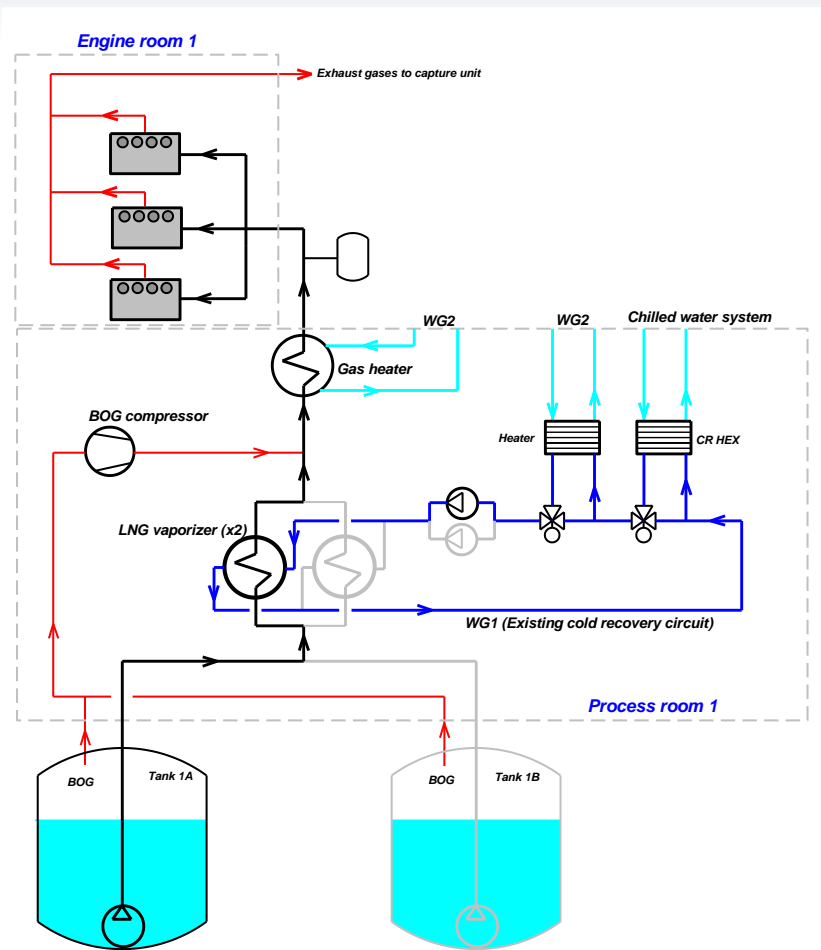 Engine room 1
Exhaust gases to capture unit
WG2
WG2
Chilled water system
Gas heater
BOG compressor
Heater
CR HEX
LNG vaporizer (x2)
WG1 (Existing cold recovery circuit)
Process room 1
BOG
Tank 1A
BOG
Tank 1B